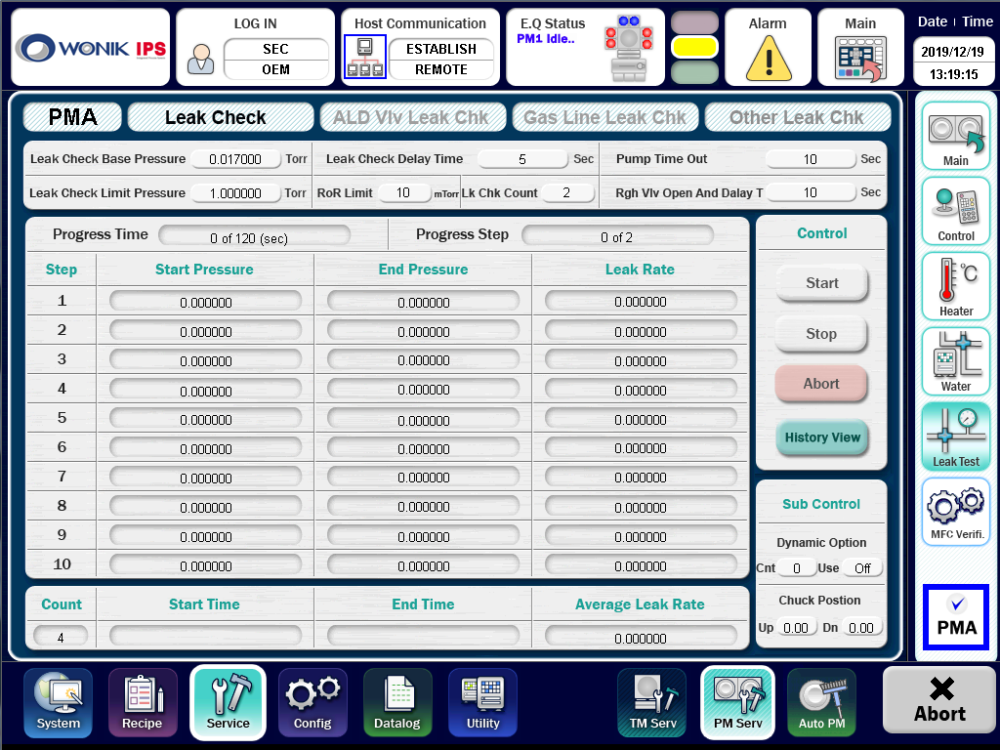 WONIK IPS
LOG IN
SEC
OEM
Host Communication
ESTABLISH
REMOTE
E.Q Status
PM1 Idle..
Alarm
Main
Date | Time
2019/12/19
13:19:15
PMA
Leak Check
ALD Vlv Leak Chk
Gas Line Leak Chk
Other Leak Chk
Leak Check Base Pressure 0.017000 Torr
Leak Check Delay Time 5 Sec
Pump Time Out 10 Sec
Leak Check Limit Pressure 1.000000 Torr
RoR Limit 10 mTorr
Lk Chk Count 2
Rgh Vlv Open And Dalay T 10 Sec
Progress Time 0 of 120 (sec)
Progress Step 0 of 2
Step Start Pressure End Pressure Leak Rate
1 0.000000 0.000000 0.000000
2 0.000000 0.000000 0.000000
3 0.000000 0.000000 0.000000
4 0.000000 0.000000 0.000000
5 0.000000 0.000000 0.000000
6 0.000000 0.000000 0.000000
7 0.000000 0.000000 0.000000
8 0.000000 0.000000 0.000000
9 0.000000 0.000000 0.000000
10 0.000000 0.000000 0.000000
Count Start Time End Time Average Leak Rate
4 0.000000
Control
Start
Stop
Abort
History View
Sub Control
Dynamic Option
Cnt 0 Use Off
Chuck Postion
Up 0.00 Dn 0.00
Main
Control
°C
Heater
Water
Leak Test
MFC Verifi.
PMA
System
Recipe
Service
Config
Datalog
Utility
TM Serv
PM Serv
Auto PM
Abort